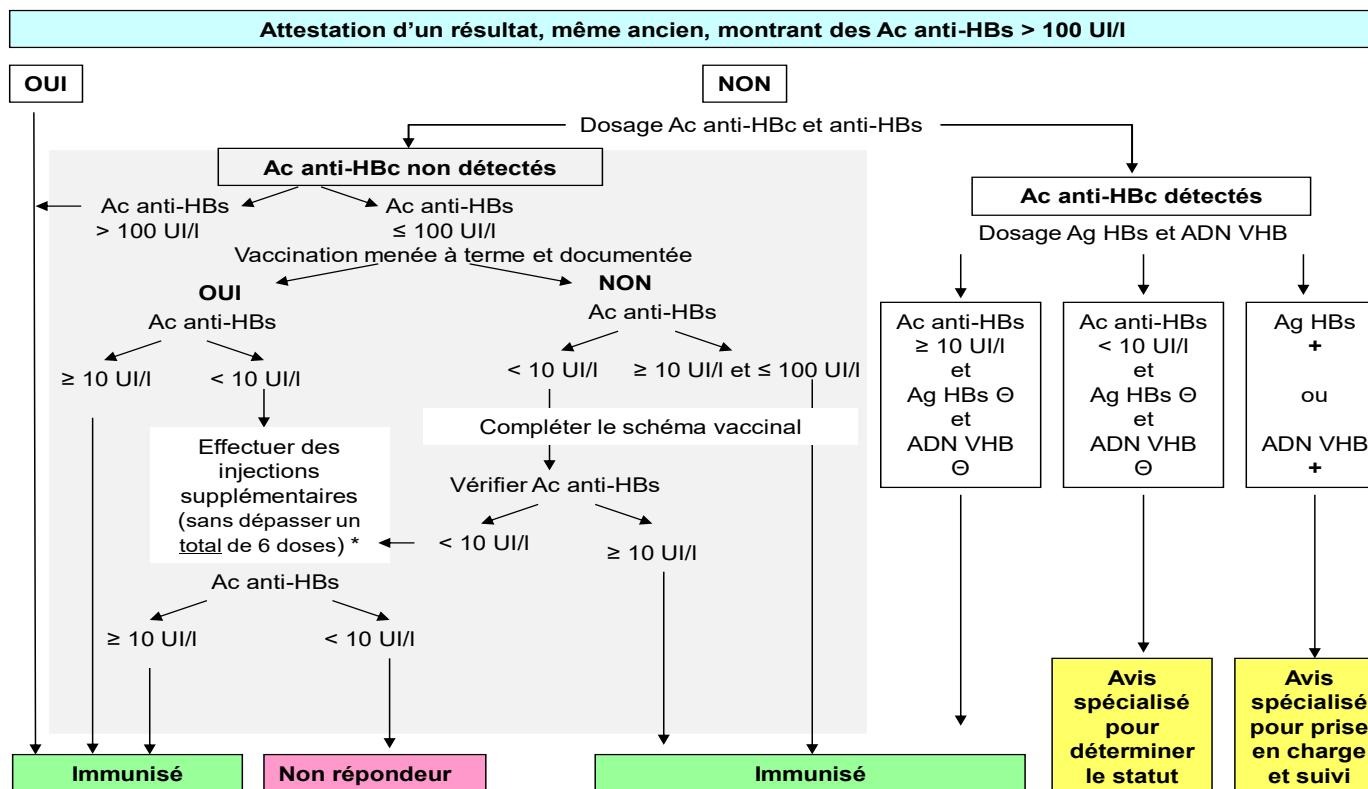 Attestation d’un résultat, même ancien, montrant des Ac anti-HBs > 100 UI/l
OUI
NON
Dosage Ac anti-HBc et anti-HBs
Ac anti-HBc non détectés
Ac anti-HBs
> 100 UI/l
Ac anti-HBs
≤ 100 UI/l
Vaccination menée à terme et documentée
OUI
Ac anti-HBs
≥ 10 UI/l
< 10 UI/l
Effectuer des
injections
supplémentaires
(sans dépasser un
total de 6 doses) *
Ac anti-HBs
≥ 10 UI/l
< 10 UI/l
NON
Ac anti-HBs
< 10 UI/l
≥ 10 UI/l et ≤ 100 UI/l
Compléter le schéma vaccinal
Vérifier Ac anti-HBs
< 10 UI/l
≥ 10 UI/l
Ac anti-HBc détectés
Dosage Ag HBs et ADN VHB
Ac anti-HBs
≥ 10 UI/l
et
Ag HBs Θ
et
ADN VHB
Θ
Ac anti-HBs
< 10 UI/l
et
Ag HBs Θ
et
ADN VHB
Θ
Ag HBs
+
ou
ADN VHB
+
Immunisé
Non répondeur
Immunisé
Avis
spécialisé
pour
déterminer
le statut
Avis
spécialisé
pour prise
en charge
et suivi